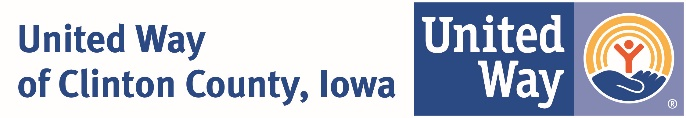 United Way
of Clinton County, Iowa
United
Way
®